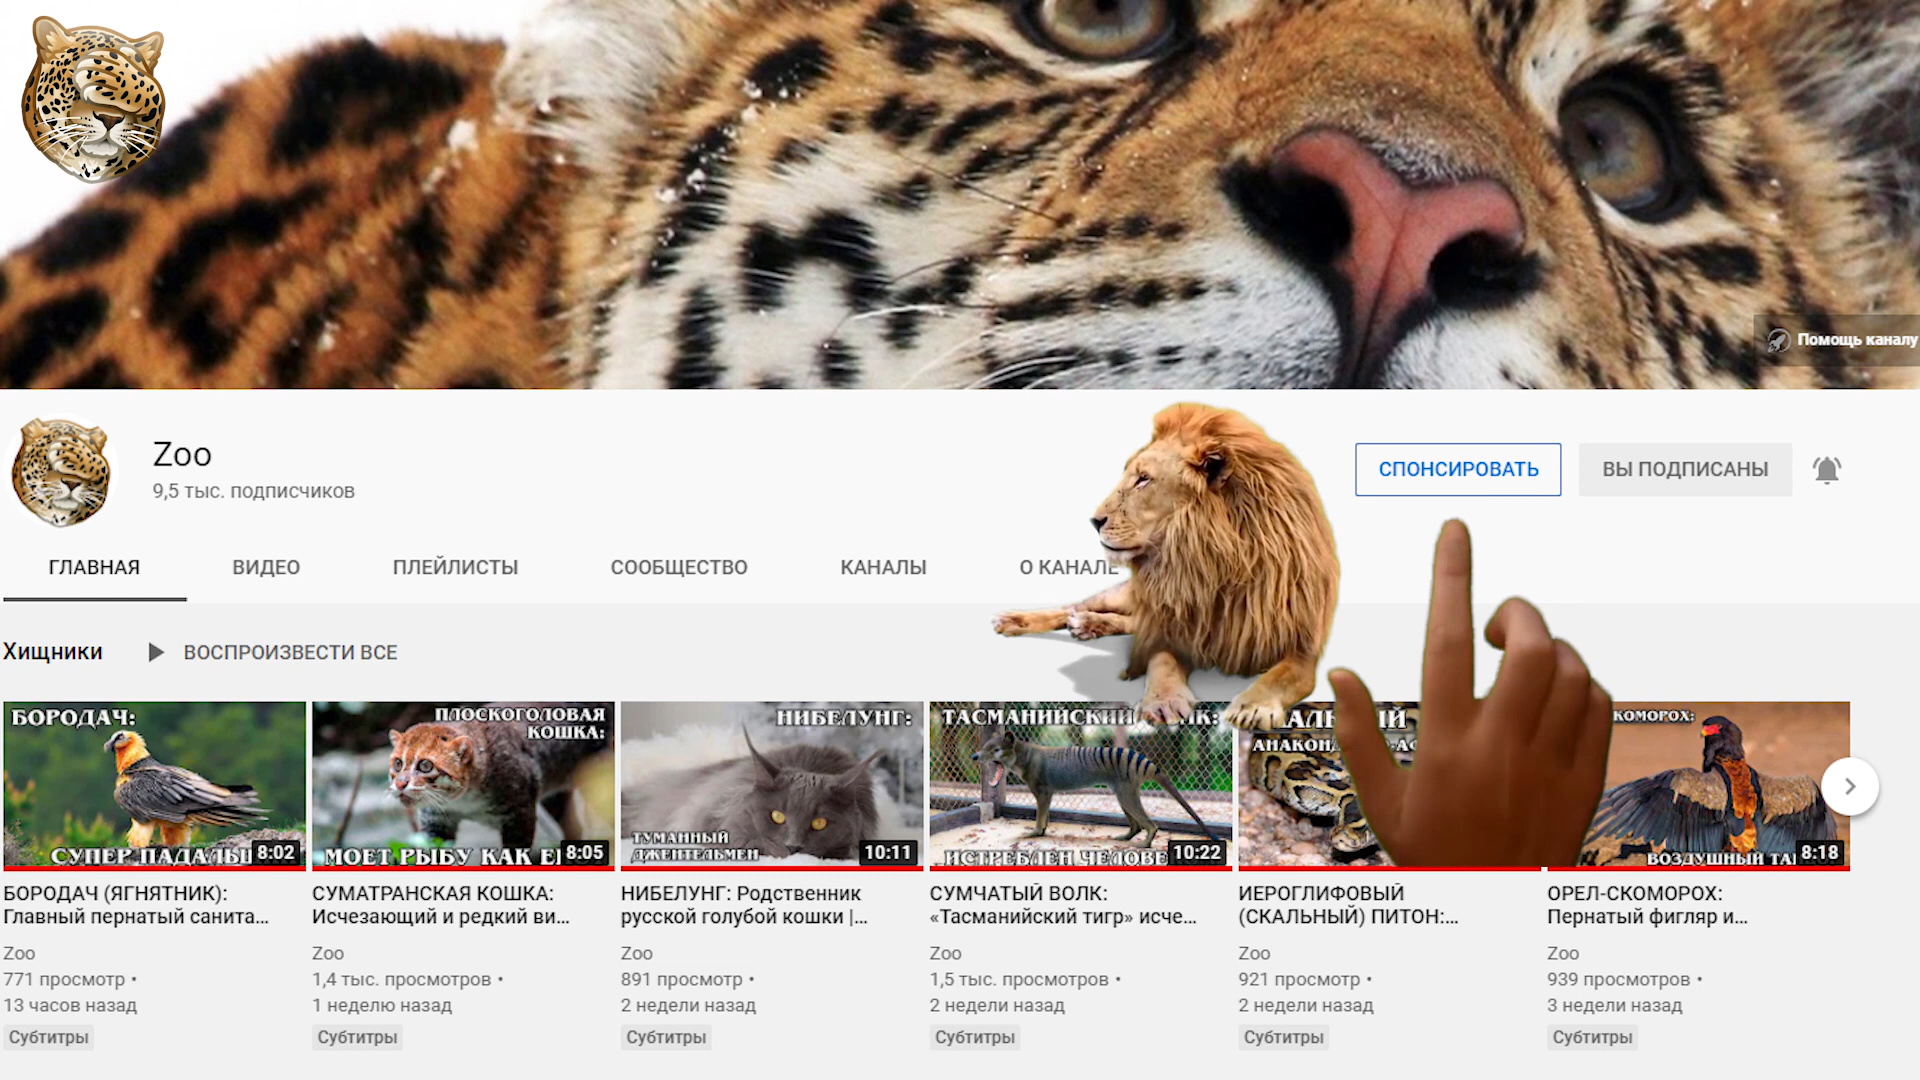 Помощь каналу
Zoo
9,5 тыс. подписчиков
СПОНСИРОВАТЬ
ВЫ ПОДПИСАНЫ
ГЛАВНАЯ
ВИДЕО
ПЛЕЙЛИСТЫ
СООБЩЕСТВО
КАНАЛЫ
О КАНАЛЕ
Хищники
ВОСПРОИЗВЕСТИ ВСЕ
БОРОДАЧ:
СУПЕР ПАДАЛЬЩ
8:02
ПЛОСКОГОЛОВАЯ
КОШКА:
МОЕТ РЫБУ КАК ЕН
8:05
НИБЕЛУНГ:
ТУМАННЫЙ
ДЖЕНТЕЛЬМЕН
10:11
ТАСМАНИЙСКИЙ
ИСТРЕБЛЕН ЧЕЛОВЕ
10:22
КОМОРОХ:
ВОЗДУШНЫЙ ТА
8:18
БОРОДАЧ (ЯГНЯТНИК):
Главный пернатый санита...
Zoo
771 просмотр •
13 часов назад
Субтитры
СУМАТРАНСКАЯ КОШКА:
Исчезающий и редкий ви...
Zoo
1,4 тыс. просмотров •
1 неделю назад
Субтитры
НИБЕЛУНГ: Родственник
русской голубой кошки |...
Zoo
891 просмотр •
2 недели назад
Субтитры
СУМЧАТЫЙ ВОЛК:
«Тасманийский тигр» исче...
Zoo
1,5 тыс. просмотров •
2 недели назад
Субтитры
ИЕРОГЛИФОВЫЙ
(СКАЛЬНЫЙ) ПИТОН:...
Zoo
921 просмотр •
2 недели назад
Субтитры
ОРЕЛ-СКОМОРОХ:
Пернатый фигляр и...
Zoo
939 просмотров •
3 недели назад
Субтитры